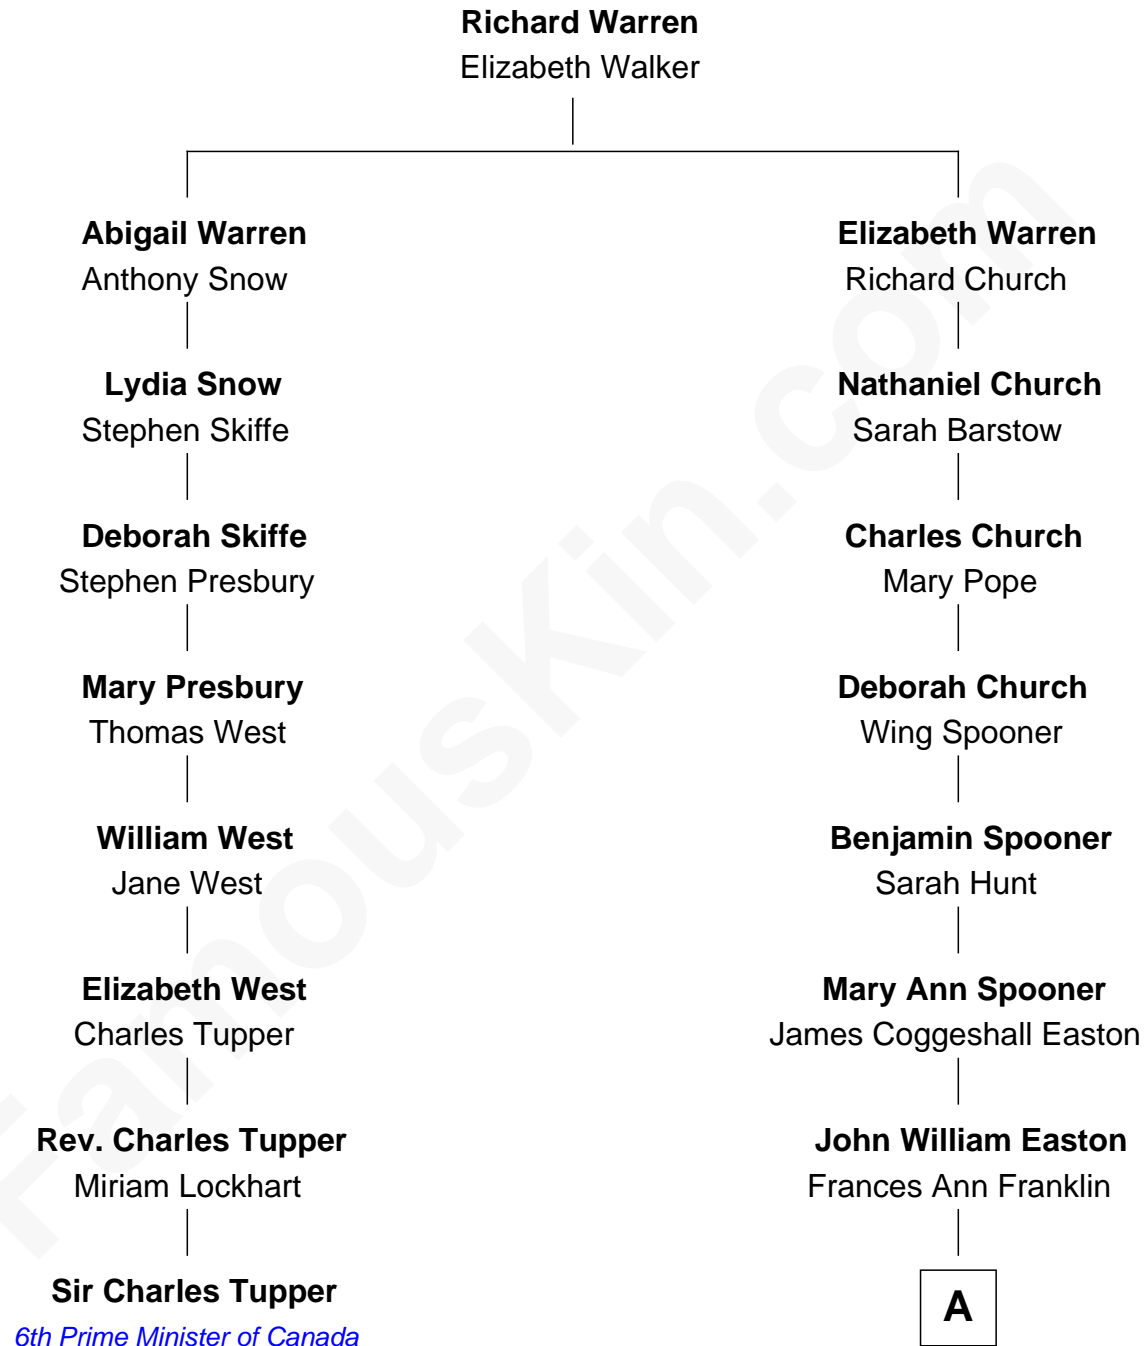 Richard Warren
Elizabeth Walker
Abigail Warren
Anthony Snow
Lydia Snow
Stephen Skiffe
Deborah Skiffe
Stephen Presbury
Mary Presbury
Thomas West
William West
Jane West
Elizabeth West
Charles Tupper
Rev. Charles Tupper
Miriam Lockhart
Sir Charles Tupper
6th Prime Minister of Canada
Elizabeth Warren
Richard Church
Nathaniel Church
Sarah Barstow
Charles Church
Mary Pope
Deborah Church
Wing Spooner
Benjamin Spooner
Sarah Hunt
Mary Ann Spooner
James Coggeshall Easton
John William Easton
Frances Ann Franklin
A
FamousKin.com